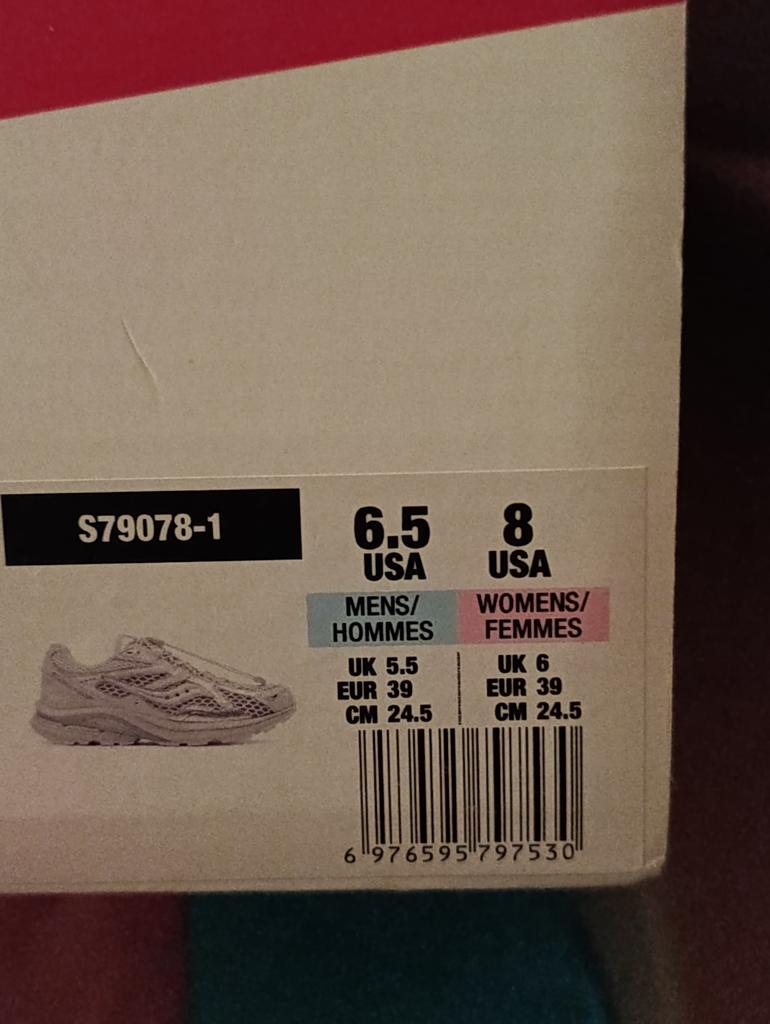 S79078-1
6.5
USA
8
USA
MENS/
HOMMES
WOMENS/
FEMMES
UK 5.5
EUR 39
CM 24.5
UK 6
EUR 39
CM 24.5
6 976595 797530